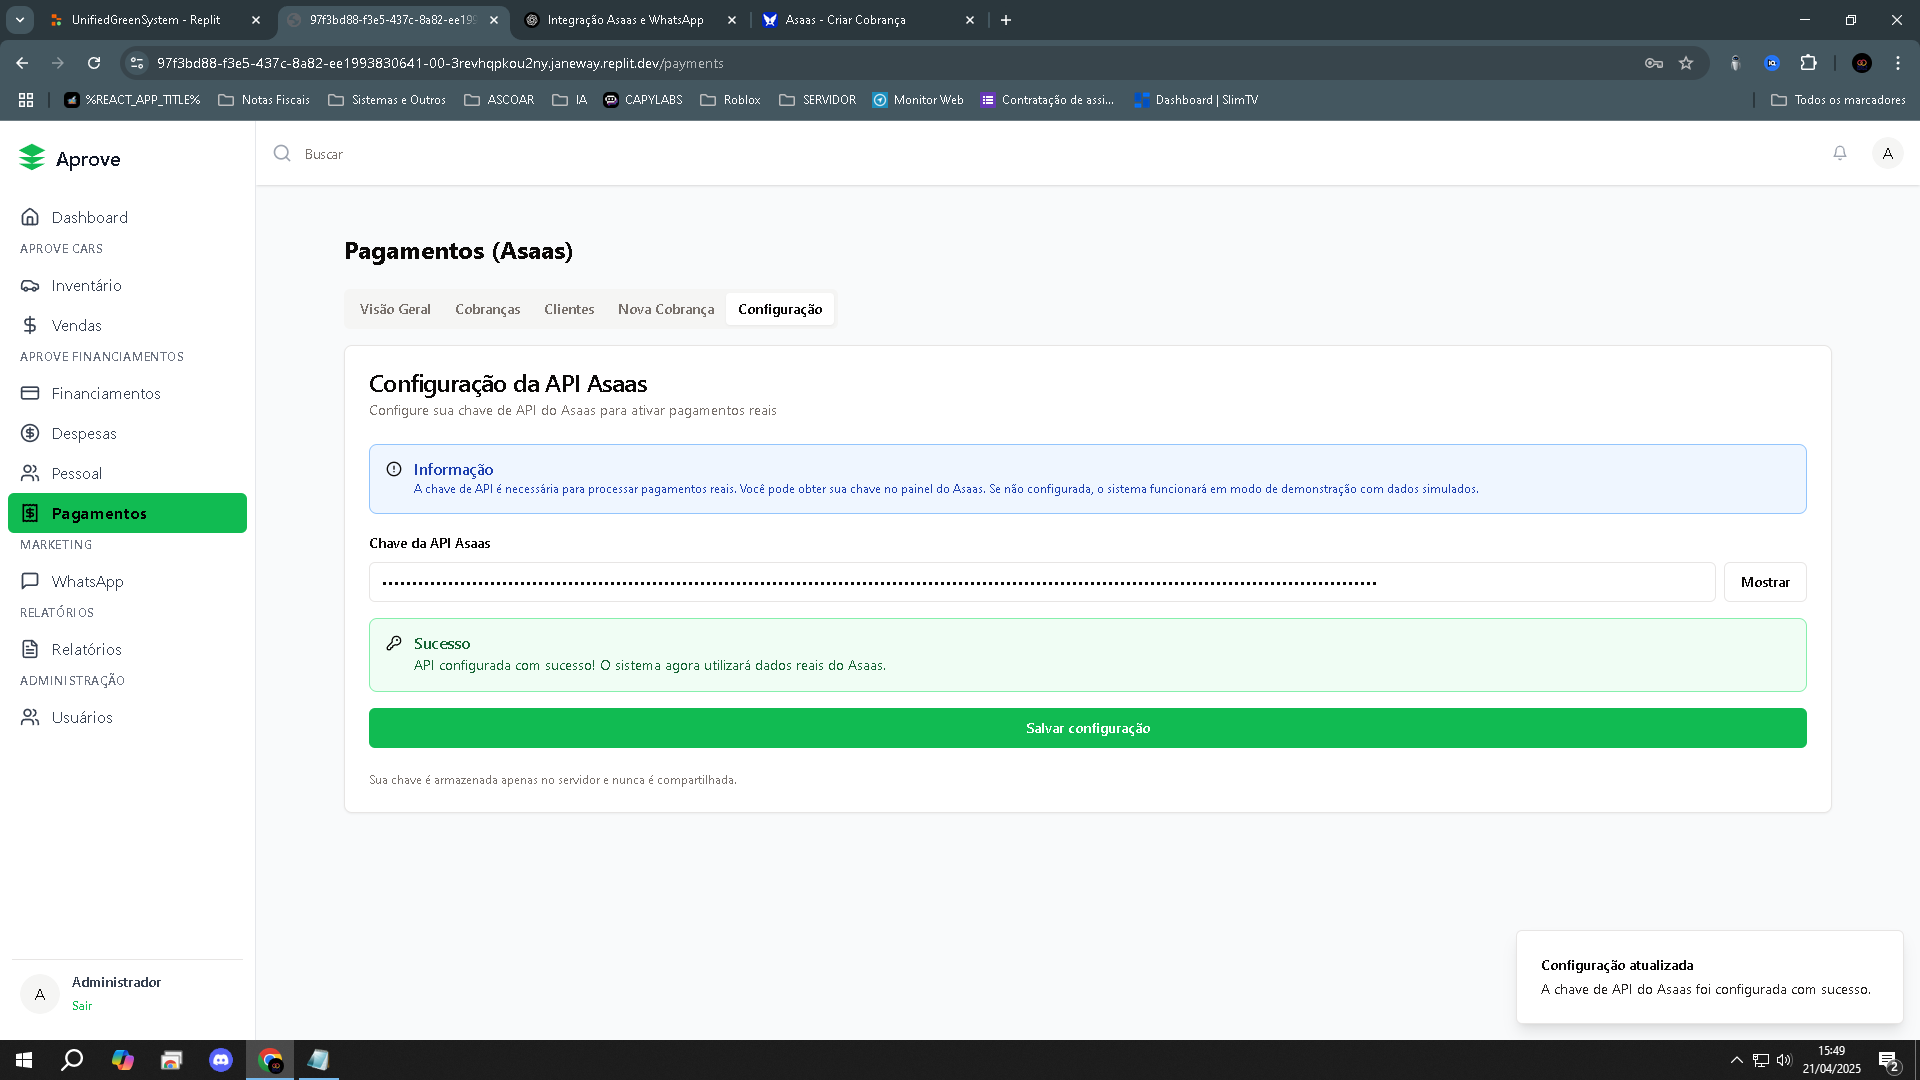 UnifiedGreenSystem - Replit
97f3bd88-f3e5-437c-8a82-ee199
Integração Asaas e WhatsApp
Asaas - Criar Cobrança
97f3bd88-f3e5-437c-8a82-ee1993830641-00-3revhqpkou2ny.janeway.replit.dev/payments
%REACT_APP_TITLE%
Notas Fiscais
Sistemas e Outros
ASCOAR
IA
CAPYLABS
Roblox
SERVIDOR
Monitor Web
Contratação de assi...
Dashboard | SlimTV
Todos os marcadores
Aprove
Buscar
A
Dashboard
APROVE CARS
Inventário
Vendas
APROVE FINANCIAMENTOS
Financiamentos
Despesas
Pessoal
Pagamentos
MARKETING
WhatsApp
RELATÓRIOS
Relatórios
ADMINISTRAÇÃO
Usuários
A
Administrador
Sair
Pagamentos (Asaas)
Visão Geral
Cobranças
Clientes
Nova Cobrança
Configuração
Configuração da API Asaas
Configure sua chave de API do Asaas para ativar pagamentos reais
Informação
A chave de API é necessária para processar pagamentos reais. Você pode obter sua chave no painel do Asaas. Se não configurada, o sistema funcionará em modo de demonstração com dados simulados.
Chave da API Asaas
Mostrar
Sucesso
API configurada com sucesso! O sistema agora utilizará dados reais do Asaas.
Salvar configuração
Sua chave é armazenada apenas no servidor e nunca é compartilhada.
Configuração atualizada
A chave de API do Asaas foi configurada com sucesso.
15:49
21/04/2025
2